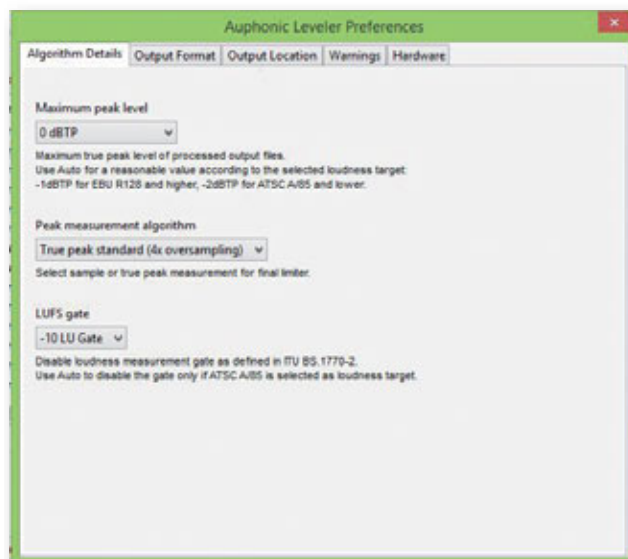 Auphonic Leveler Preferences
Algorithm Details Output Format Output Location Warnings Hardware
Maximum peak level
0 dBTP
Maximum true peak level of processed output files.
Use Auto for a reasonable value according to the selected loudness target:
-1dBTP for EBU R128 and higher, -2dBTP for ATSC A/85 and lower.
Peak measurement algorithm
True peak standard (4x oversampling)
Select sample or true peak measurement for final limiter.
LUFS gate
-10 LU Gate
Disable loudness measurement gate as defined in ITU BS.1770-2.
Use Auto to disable the gate only if ATSC A/85 is selected as loudness target.